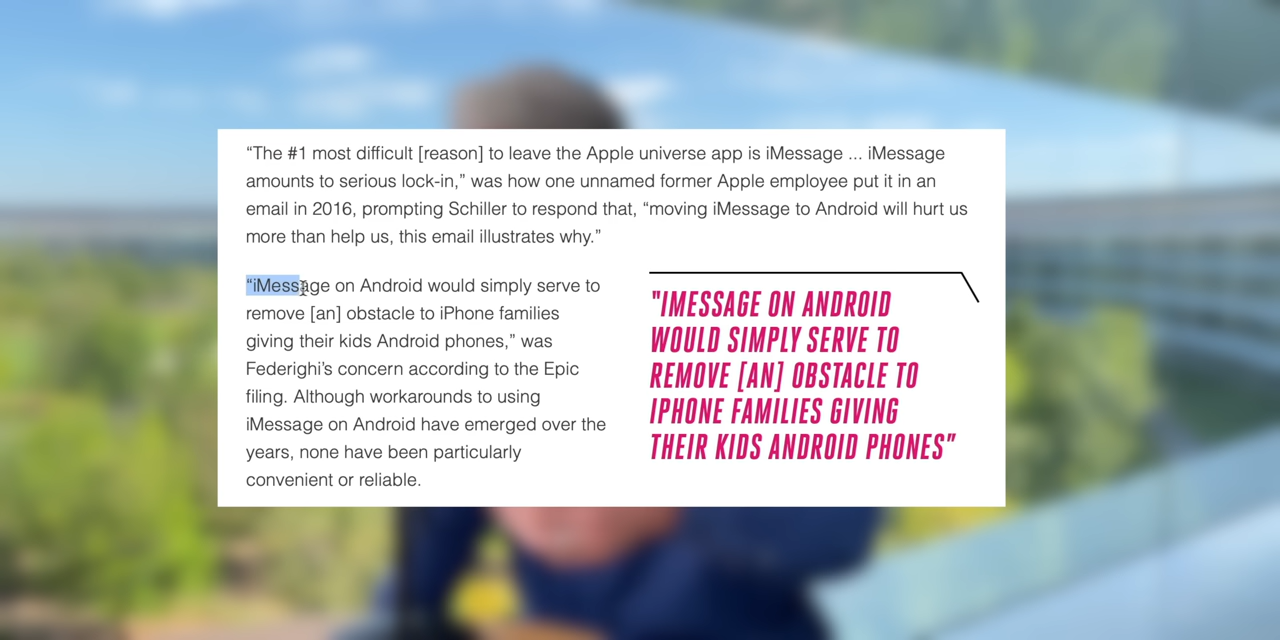 “The #1 most difficult [reason] to leave the Apple universe app is iMessage ... iMessage
amounts to serious lock-in,” was how one unnamed former Apple employee put it in an
email in 2016, prompting Schiller to respond that, “moving iMessage to Android will hurt us
more than help us, this email illustrates why.”
“iMessage on Android would simply serve to
remove [an] obstacle to iPhone families
giving their kids Android phones,” was
Federighi’s concern according to the Epic
filing. Although workarounds to using
iMessage on Android have emerged over the
years, none have been particularly
convenient or reliable.
"IMESSAGE ON ANDROID
WOULD SIMPLY SERVE TO
REMOVE [AN] OBSTACLE TO
IPHONE FAMILIES GIVING
THEIR KIDS ANDROID PHONES”